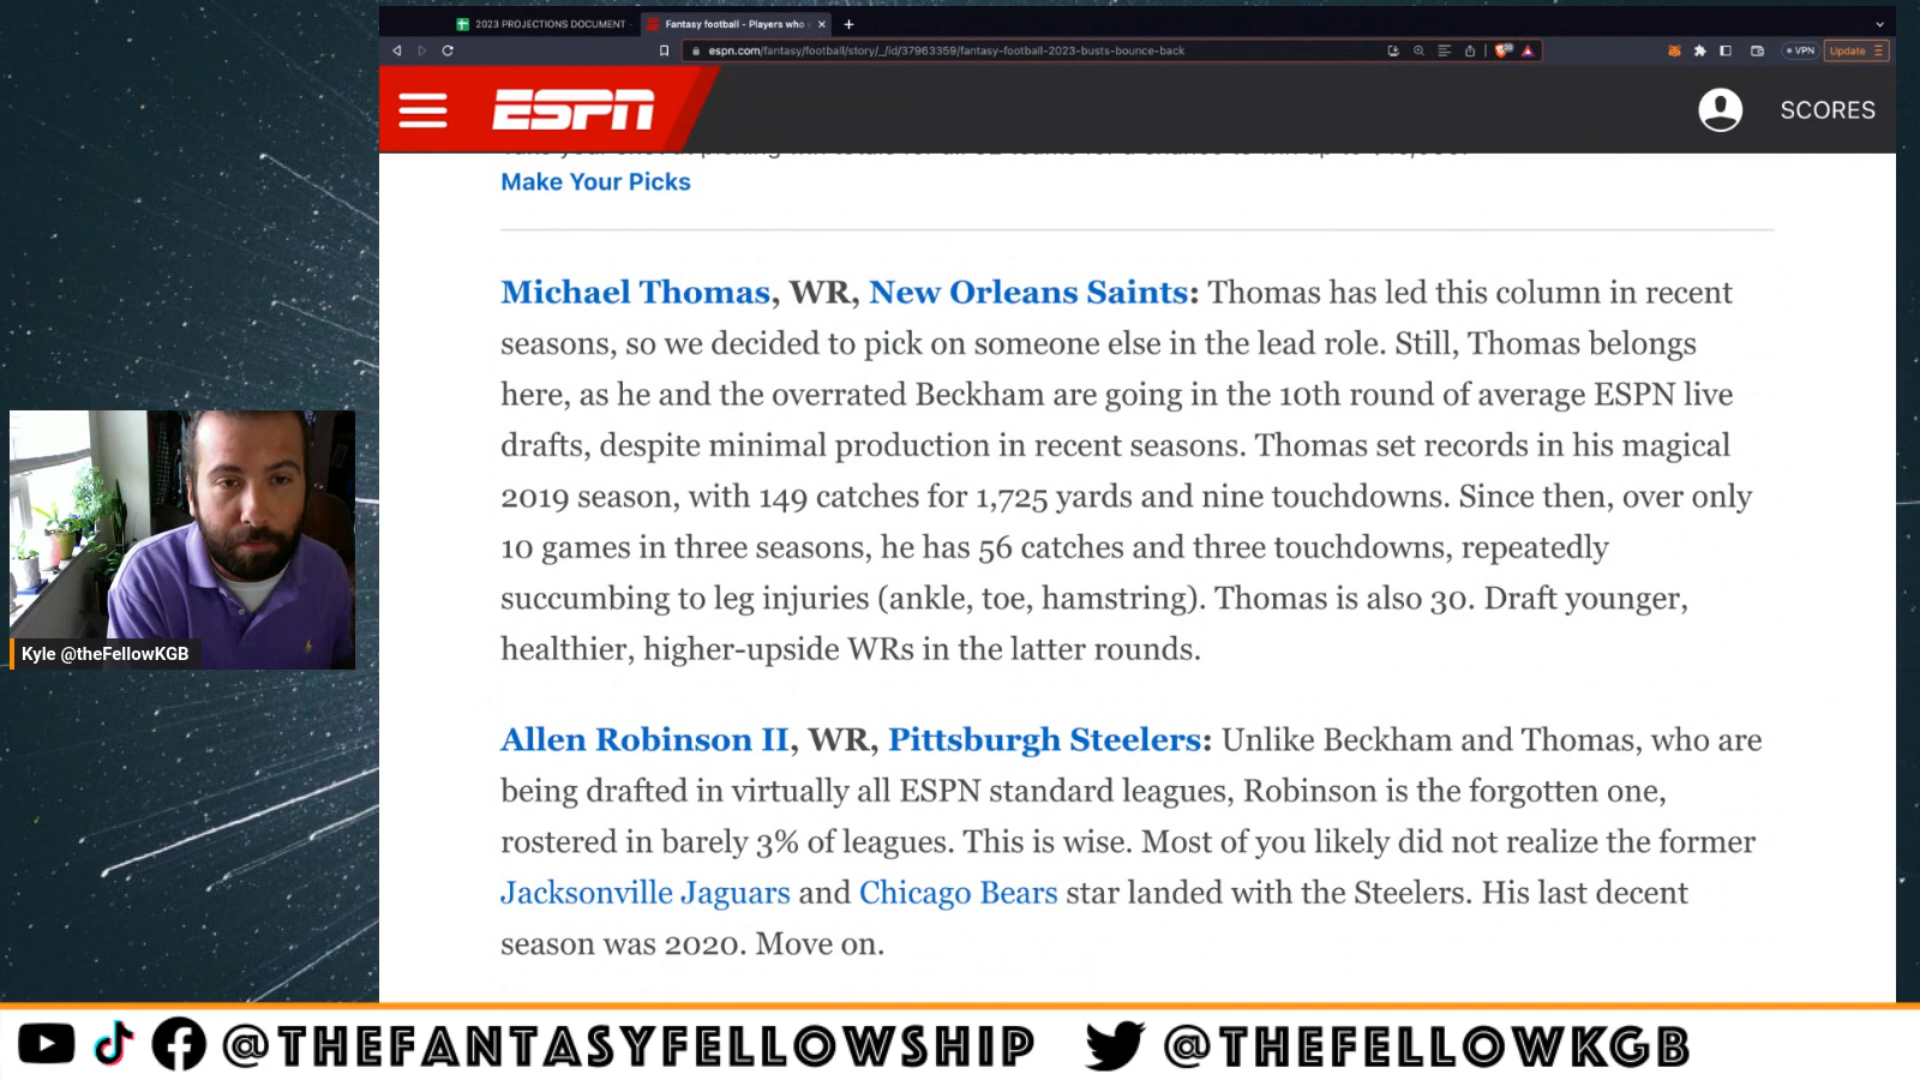 2023 PROJECTIONS DOCUMENT
Fantasy football - Players who
espn.com/fantasy/football/story/_/id/37963359/fantasy-football-2023-busts-bounce-back
VPN
Update
ESPN
SCORES
Make Your Picks
Michael Thomas, WR, New Orleans Saints: Thomas has led this column in recent
seasons, so we decided to pick on someone else in the lead role. Still, Thomas belongs
here, as he and the overrated Beckham are going in the 10th round of average ESPN live
drafts, despite minimal production in recent seasons. Thomas set records in his magical
2019 season, with 149 catches for 1,725 yards and nine touchdowns. Since then, over only
10 games in three seasons, he has 56 catches and three touchdowns, repeatedly
succumbing to leg injuries (ankle, toe, hamstring). Thomas is also 30. Draft younger,
healthier, higher-upside WRs in the latter rounds.
Allen Robinson II, WR, Pittsburgh Steelers: Unlike Beckham and Thomas, who are
being drafted in virtually all ESPN standard leagues, Robinson is the forgotten one,
rostered in barely 3% of leagues. This is wise. Most of you likely did not realize the former
Jacksonville Jaguars and Chicago Bears star landed with the Steelers. His last decent
season was 2020. Move on.
Kyle @theFellowKGB
@THEFANTASYFELLOWSHIP
@THEFELLOWKGB